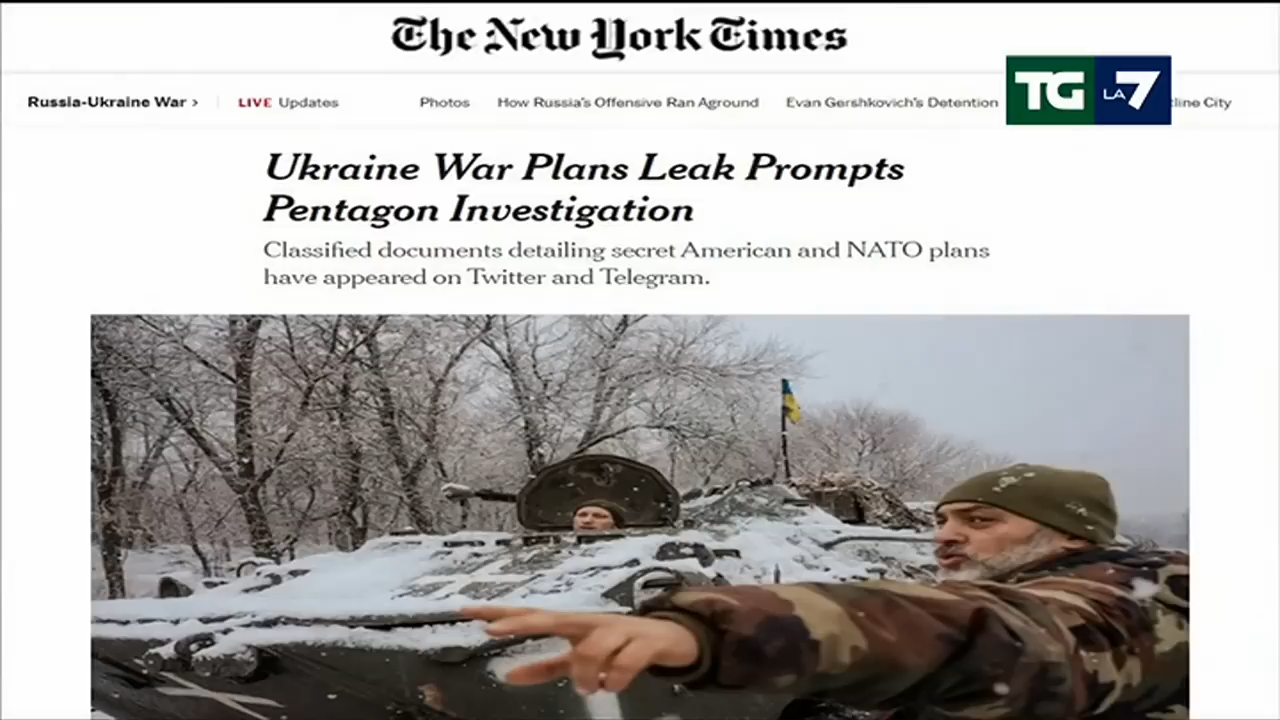 The New York Times
Russia-Ukraine War >
LIVE Updates
Photos
How Russia's Offensive Ran Aground
Evan Gershkovich's Detention
City
TG LA7
Ukraine War Plans Leak Prompts
Pentagon Investigation
Classified documents detailing secret American and NATO plans
have appeared on Twitter and Telegram.